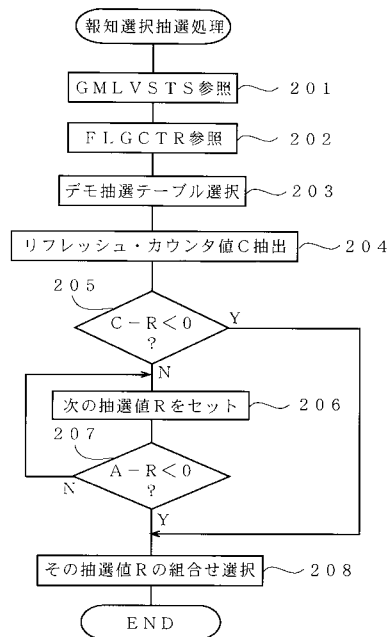 報知選択抽選処理
GMLVSTS参照
201
FLGCTR参照
202
デモ抽選テーブル選択
203
リフレッシュ・カウンタ値C抽出
204
205
C-R<0
?
Y
N
次の抽選値Rをセット
206
207
A-R<0
?
N
Y
その抽選値Rの組合せ選択
208
END